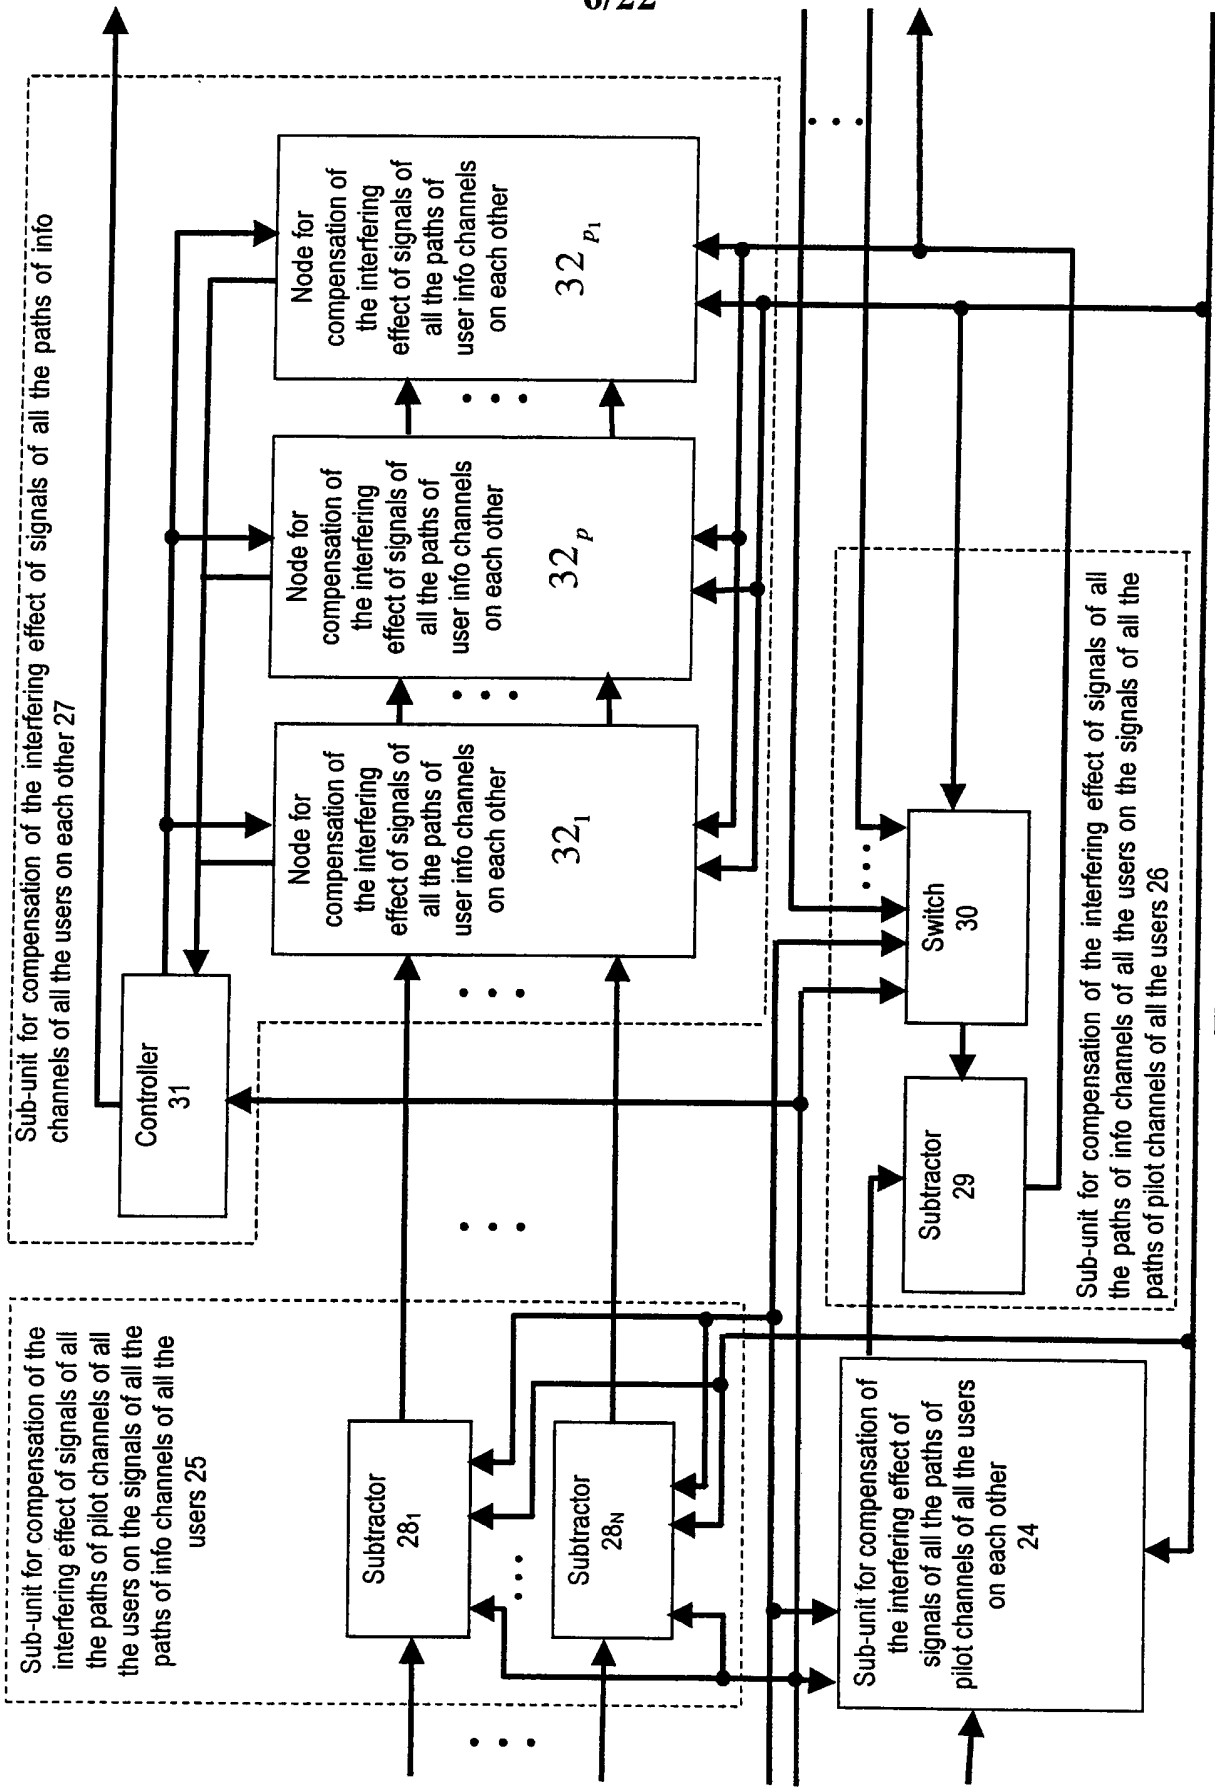 6/22
Sub-unit for compensation of the
interfering effect of signals of all
the paths of pilot channels of all
the users on the signals of all the
paths of info channels of all the
users 25
Subtractor
28₁
Subtractor
28ₙ
Sub-unit for compensation of
the interfering effect of
signals of all the paths of
pilot channels of all the users
on each other
24
Sub-unit for compensation of the interfering effect of signals of all the paths of info
channels of all the users on each other 27
Controller
31
Node for
compensation of
the interfering
effect of signals of
all the paths of
user info channels
on each other
32₁
Node for
compensation of
the interfering
effect of signals of
all the paths of
user info channels
on each other
32ₚ
Node for
compensation of
the interfering
effect of signals of
all the paths of
user info channels
on each other
32ₚ₁
Subtractor
29
Switch
30
Sub-unit for compensation of the interfering effect of signals of all
the paths of info channels of all the users on the signals of all the
paths of pilot channels of all the users 26